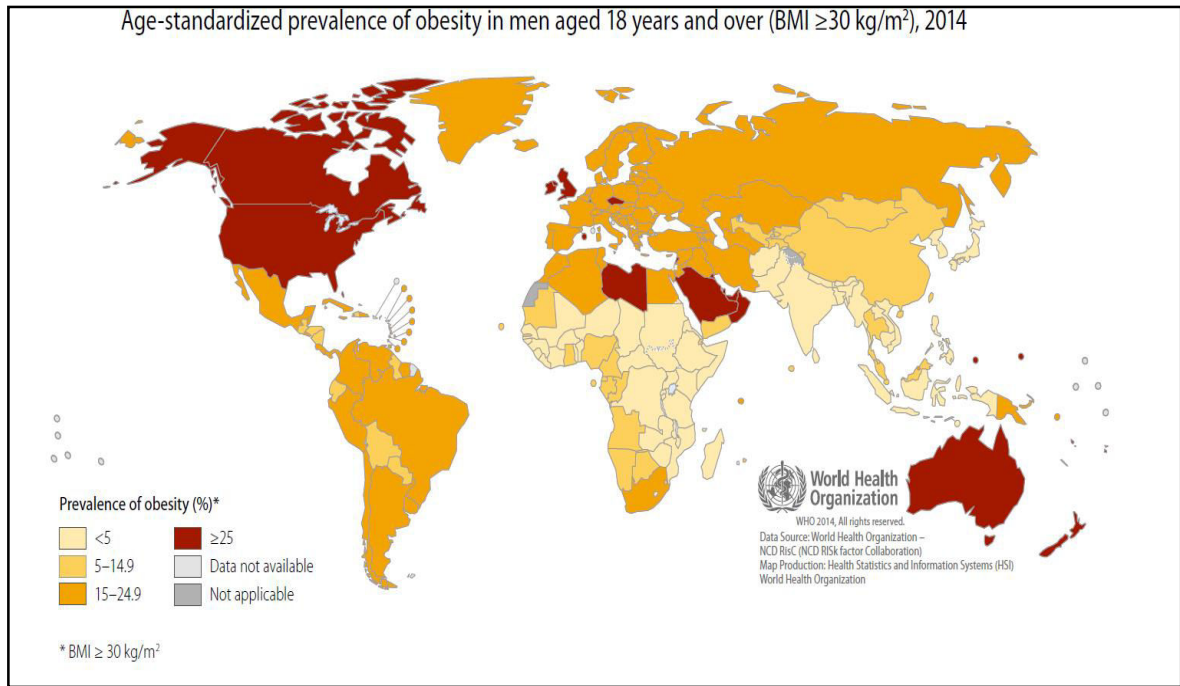 Age-standardized prevalence of obesity in men aged 18 years and over (BMI ≥30 kg/m²), 2014
Prevalence of obesity (%)*
<5
5–14.9
15–24.9
≥25
Data not available
Not applicable
* BMI ≥ 30 kg/m²
World Health
Organization
WHO 2014, All rights reserved.
Data Source: World Health Organization –
NCD RisC (NCD RISk factor Collaboration)
Map Production: Health Statistics and Information Systems (HSI)
World Health Organization